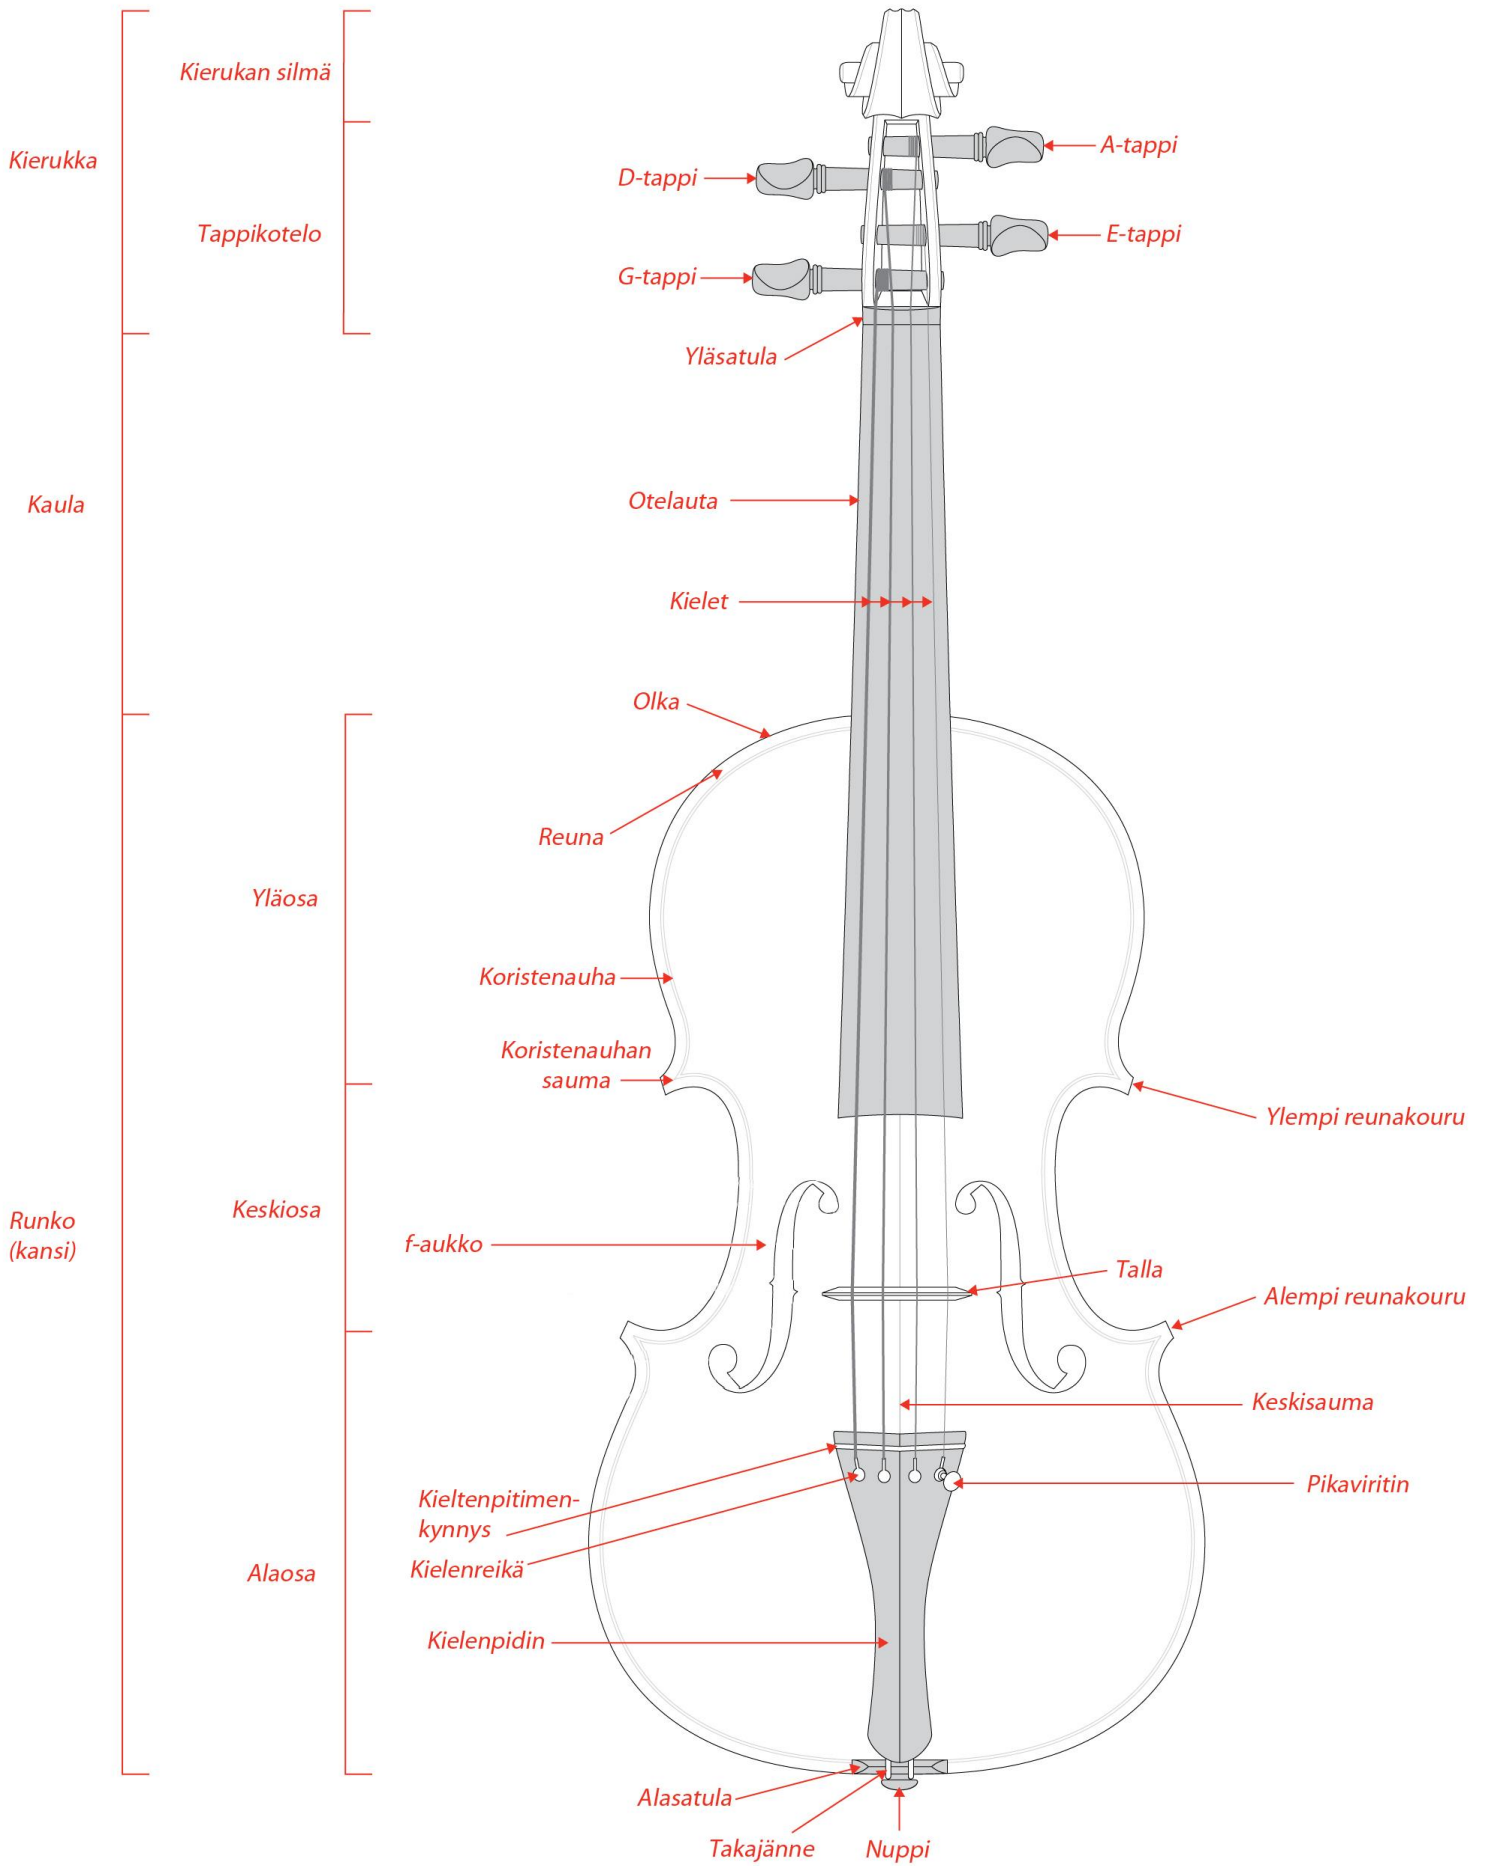 Kierukan silmä
A-tappi
Kierukka
D-tappi
Tappikotelo
E-tappi
G-tappi
Yläsatula
Otelauta
Kaula
Kielet
Olka
Reuna
Yläosa
Koristenauha
Koristenauhan
sauma
Ylempi reunakouru
Keskiosa
Runko
(kansi)
f-aukko
Talla
Alempi reunakouru
Keskisauma
Pikaviritin
Kieltenpitimen-
kynnys
Kielenreikä
Alaosa
Kielenpidin
Alasatula
Takajänne
Nuppi